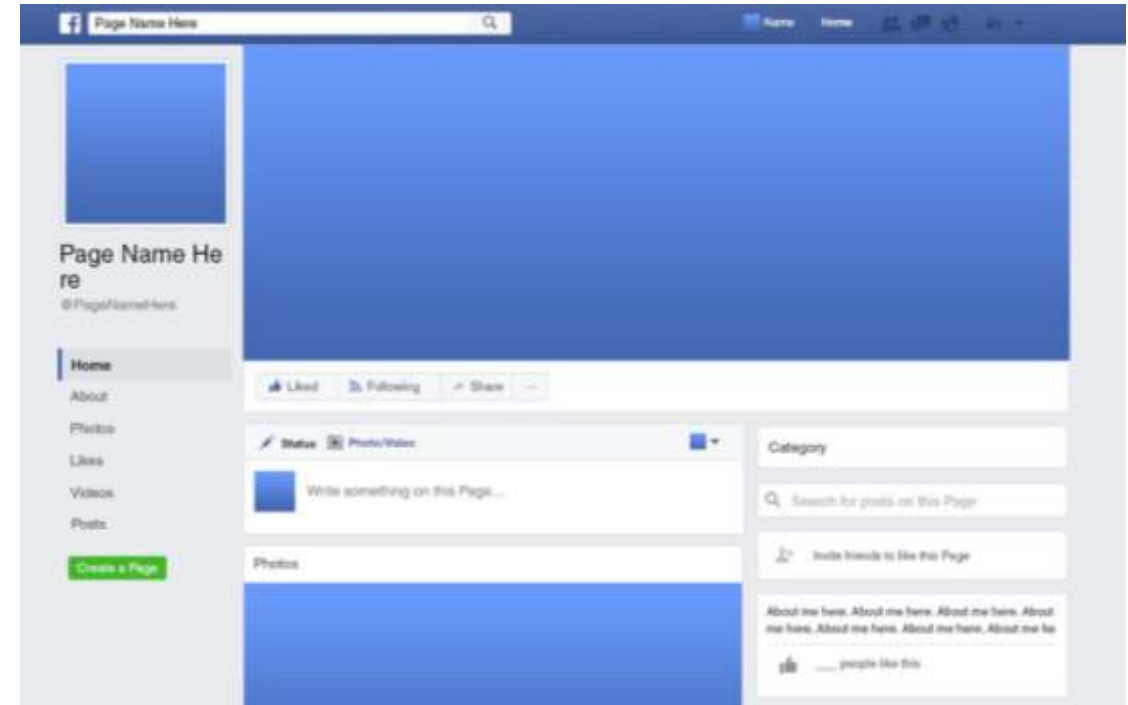 Page Name Here
Name Home
Page Name He
re
@PageNameHere
Home
About
Photos
Likes
Videos
Posts
Create a Page
Liked Following Share ...
Status Photo/Video
Write something on this Page...
Photos
Category
Search for posts on this Page
Invite friends to like this Page
About me here. About me here. About me here. About
me here. About me here. About me here. About me he
___ people like this